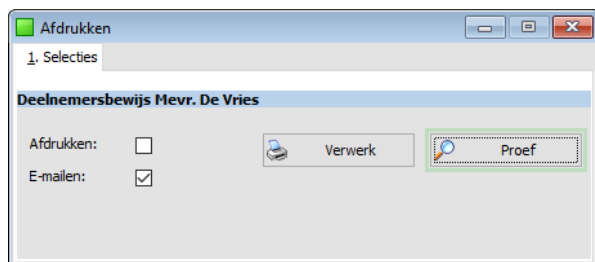 Afdrukken
1. Selecties
Deelnemersbewijs Mevr. De Vries
Afdrukken:
Verwerk
Proef
E-mailen: